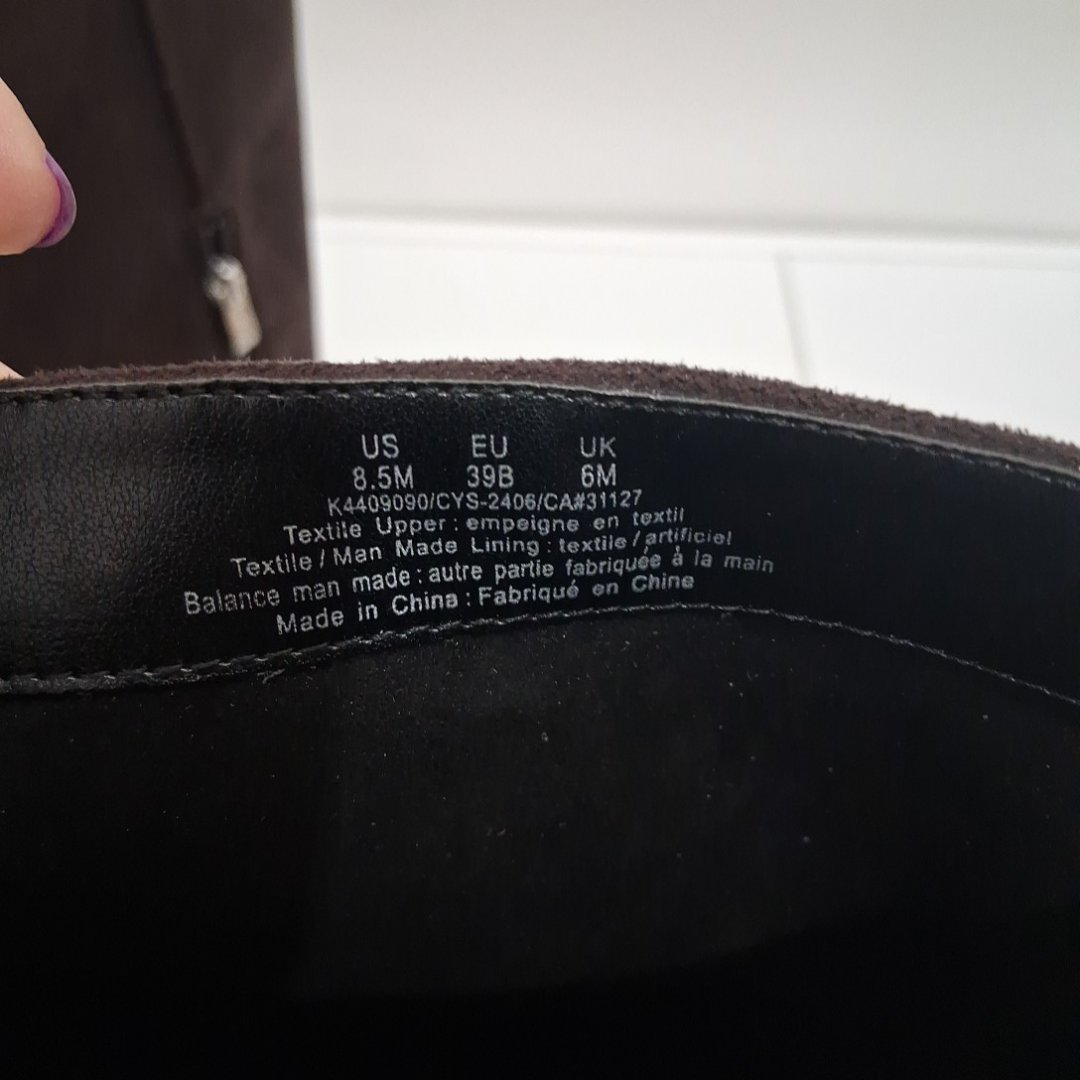 US EU UK
8.5M 39B 6M
K4409090/CYS-2406/CA#31127
Textile Upper : empeigne en textil
Textile / Man Made Lining : textile / artificiel
Balance man made : autre partie fabriquée à la main
Made in China : Fabriqué en Chine